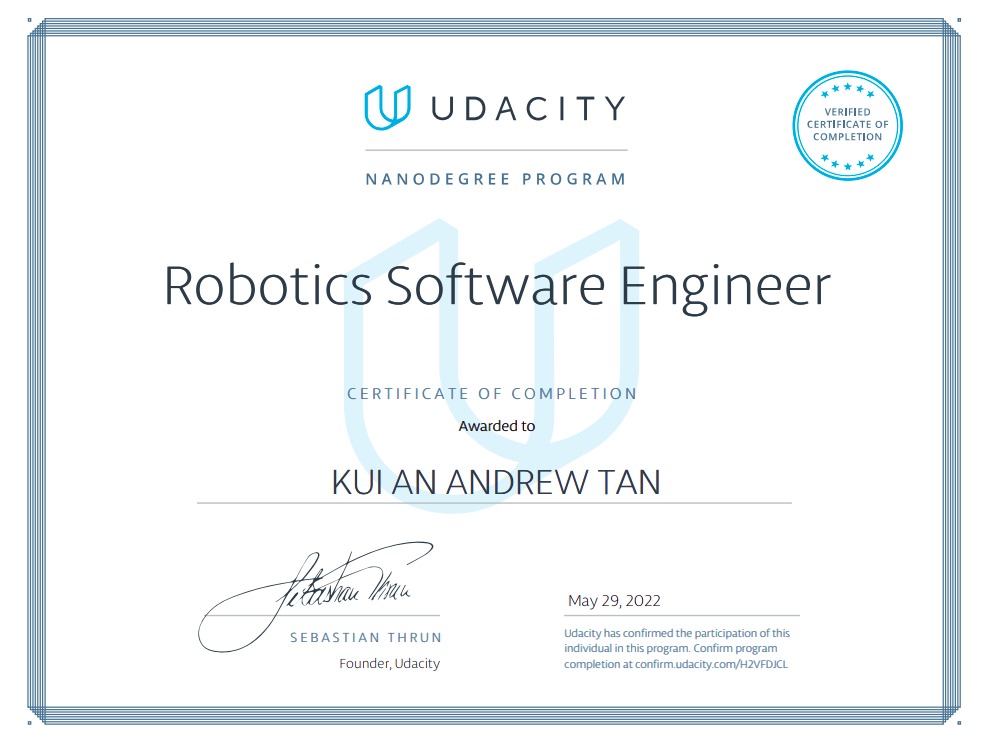 UDACITY
VERIFIED
CERTIFICATE OF
COMPLETION
NANODEGREE PROGRAM
Robotics Software Engineer
CERTIFICATE OF COMPLETION
Awarded to
KUI AN ANDREW TAN
Sebastian Thrun
SEBASTIAN THRUN
Founder, Udacity
May 29, 2022
Udacity has confirmed the participation of this
individual in this program. Confirm program
completion at confirm.udacity.com/H2VFDJCL